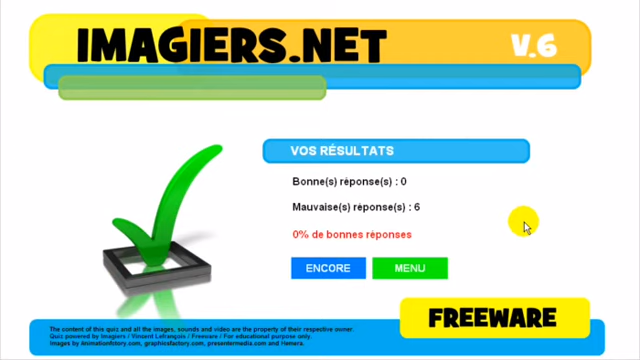 IMAGIERS.NET
V.6
VOS RÉSULTATS
Bonne(s) réponse(s) : 0
Mauvaise(s) réponse(s) : 6
0% de bonnes réponses
ENCORE
MENU
FREEWARE
The content of this quiz and all the images, sounds and video are the property of their respective owner.
Quiz powered by Imagiers / Vincent Lefrançois / Freeware / For educational purpose only.
Images by Animationfctory.com, graphicsfactory.com, presentermedia.com and Hemera.